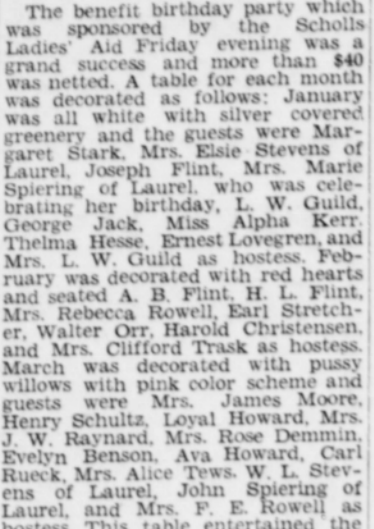 The benefit birthday party which
was sponsored by the Scholls
Ladies' Aid Friday evening was a
grand success and more than $40
was netted. A table for each month
was decorated as follows: January
was all white with silver covered
greenery and the guests were Mar-
garet Stark, Mrs. Elsie Stevens of
Laurel, Joseph Flint, Mrs. Marie
Spiering of Laurel, who was cele-
brating her birthday, L. W. Guild,
George Jack, Miss Alpha Kerr,
Thelma Hesse, Ernest Lovegren, and
Mrs. L. W. Guild as hostess. Feb-
ruary was decorated with red hearts
and seated A. B. Flint, H. L. Flint,
Mrs. Rebecca Rowell, Earl Stretch-
er, Walter Orr, Harold Christensen,
and Mrs. Clifford Trask as hostess.
March was decorated with pussy
willows with pink color scheme and
guests were Mrs. James Moore,
Henry Schultz, Loyal Howard, Mrs.
J. W. Raynard, Mrs. Rose Demmin,
Evelyn Benson, Ava Howard, Carl
Rueck, Mrs. Alice Tews. W. L. Stev-
ens of Laurel, John Spiering of
Laurel, and Mrs. F. E. Rowell as
hostess. This table entertained the